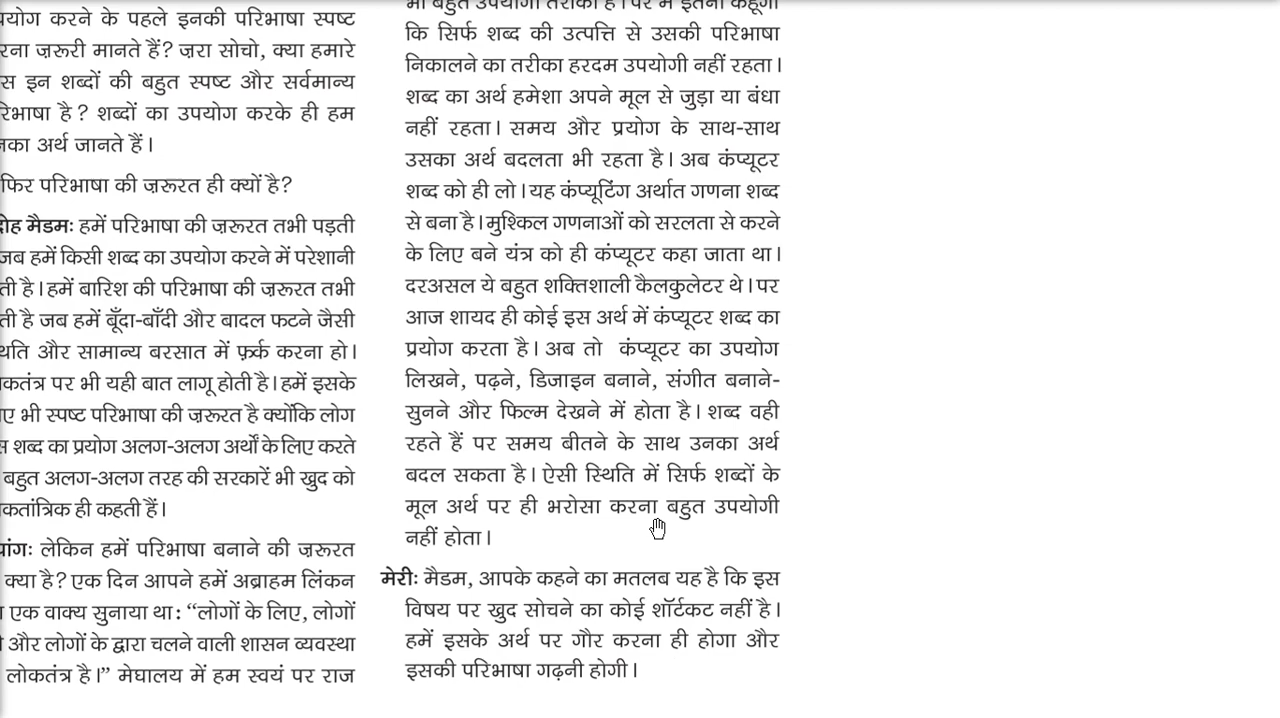 करने के पहले इनकी परिभाषा स्पष्ट
ज़रूरी मानते हैं? ज़रा सोचो, क्या हमारे
इन शब्दों की बहुत स्पष्ट और सर्वमान्य
है? शब्दों का उपयोग करके ही हम
अर्थ जानते हैं।
फिर परिभाषा की ज़रूरत ही क्यों है?
मैडम: हमें परिभाषा की ज़रूरत तभी पड़ती
जब हमें किसी शब्द का उपयोग करने में परेशानी
है। हमें बारिश की परिभाषा की ज़रूरत तभी
है जब हमें बूँदा-बाँदी और बादल फटने जैसी
और सामान्य बरसात में फ़र्क करना हो।
पर भी यही बात लागू होती है। हमें इसके
भी स्पष्ट परिभाषा की ज़रूरत है क्योंकि लोग
शब्द का प्रयोग अलग-अलग अर्थों के लिए करते
बहुत अलग-अलग तरह की सरकारें भी खुद को
ही कहती हैं।
लेकिन हमें परिभाषा बनाने की ज़रूरत
क्या है? एक दिन आपने हमें अब्राहम लिंकन
एक वाक्य सुनाया था: “लोगों के लिए, लोगों
और लोगों के द्वारा चलने वाली शासन व्यवस्था
लोकतंत्र है।” मेघालय में हम स्वयं पर राज
भी बहुत उपयोगी तरीका है। पर मैं इतना कहूँगी
कि सिर्फ शब्द की उत्पत्ति से उसकी परिभाषा
निकालने का तरीका हरदम उपयोगी नहीं रहता।
शब्द का अर्थ हमेशा अपने मूल से जुड़ा या बंधा
नहीं रहता। समय और प्रयोग के साथ-साथ
उसका अर्थ बदलता भी रहता है। अब कंप्यूटर
शब्द को ही लो। यह कंप्यूटिंग अर्थात गणना शब्द
से बना है। मुश्किल गणनाओं को सरलता से करने
के लिए बने यंत्र को ही कंप्यूटर कहा जाता था।
दरअसल ये बहुत शक्तिशाली कैलकुलेटर थे। पर
आज शायद ही कोई इस अर्थ में कंप्यूटर शब्द का
प्रयोग करता है। अब तो कंप्यूटर का उपयोग
लिखने, पढ़ने, डिजाइन बनाने, संगीत बनाने-
सुनने और फिल्म देखने में होता है। शब्द वही
रहते हैं पर समय बीतने के साथ उनका अर्थ
बदल सकता है। ऐसी स्थिति में सिर्फ शब्दों के
मूल अर्थ पर ही भरोसा करना बहुत उपयोगी
नहीं होता।
मेरी: मैडम, आपके कहने का मतलब यह है कि इस
विषय पर खुद सोचने का कोई शॉर्टकट नहीं है।
हमें इसके अर्थ पर गौर करना ही होगा और
इसकी परिभाषा गढ़नी होगी।